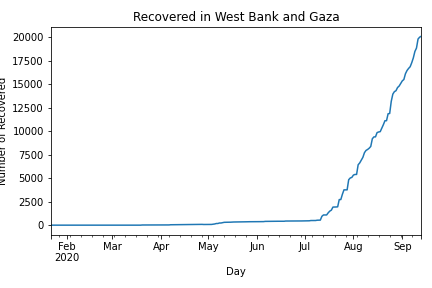 Recovered in West Bank and Gaza
20000
17500
15000
12500
10000
7500
5000
2500
0
Number of Recovered
Feb Mar Apr May Jun Jul Aug Sep
2020
Day